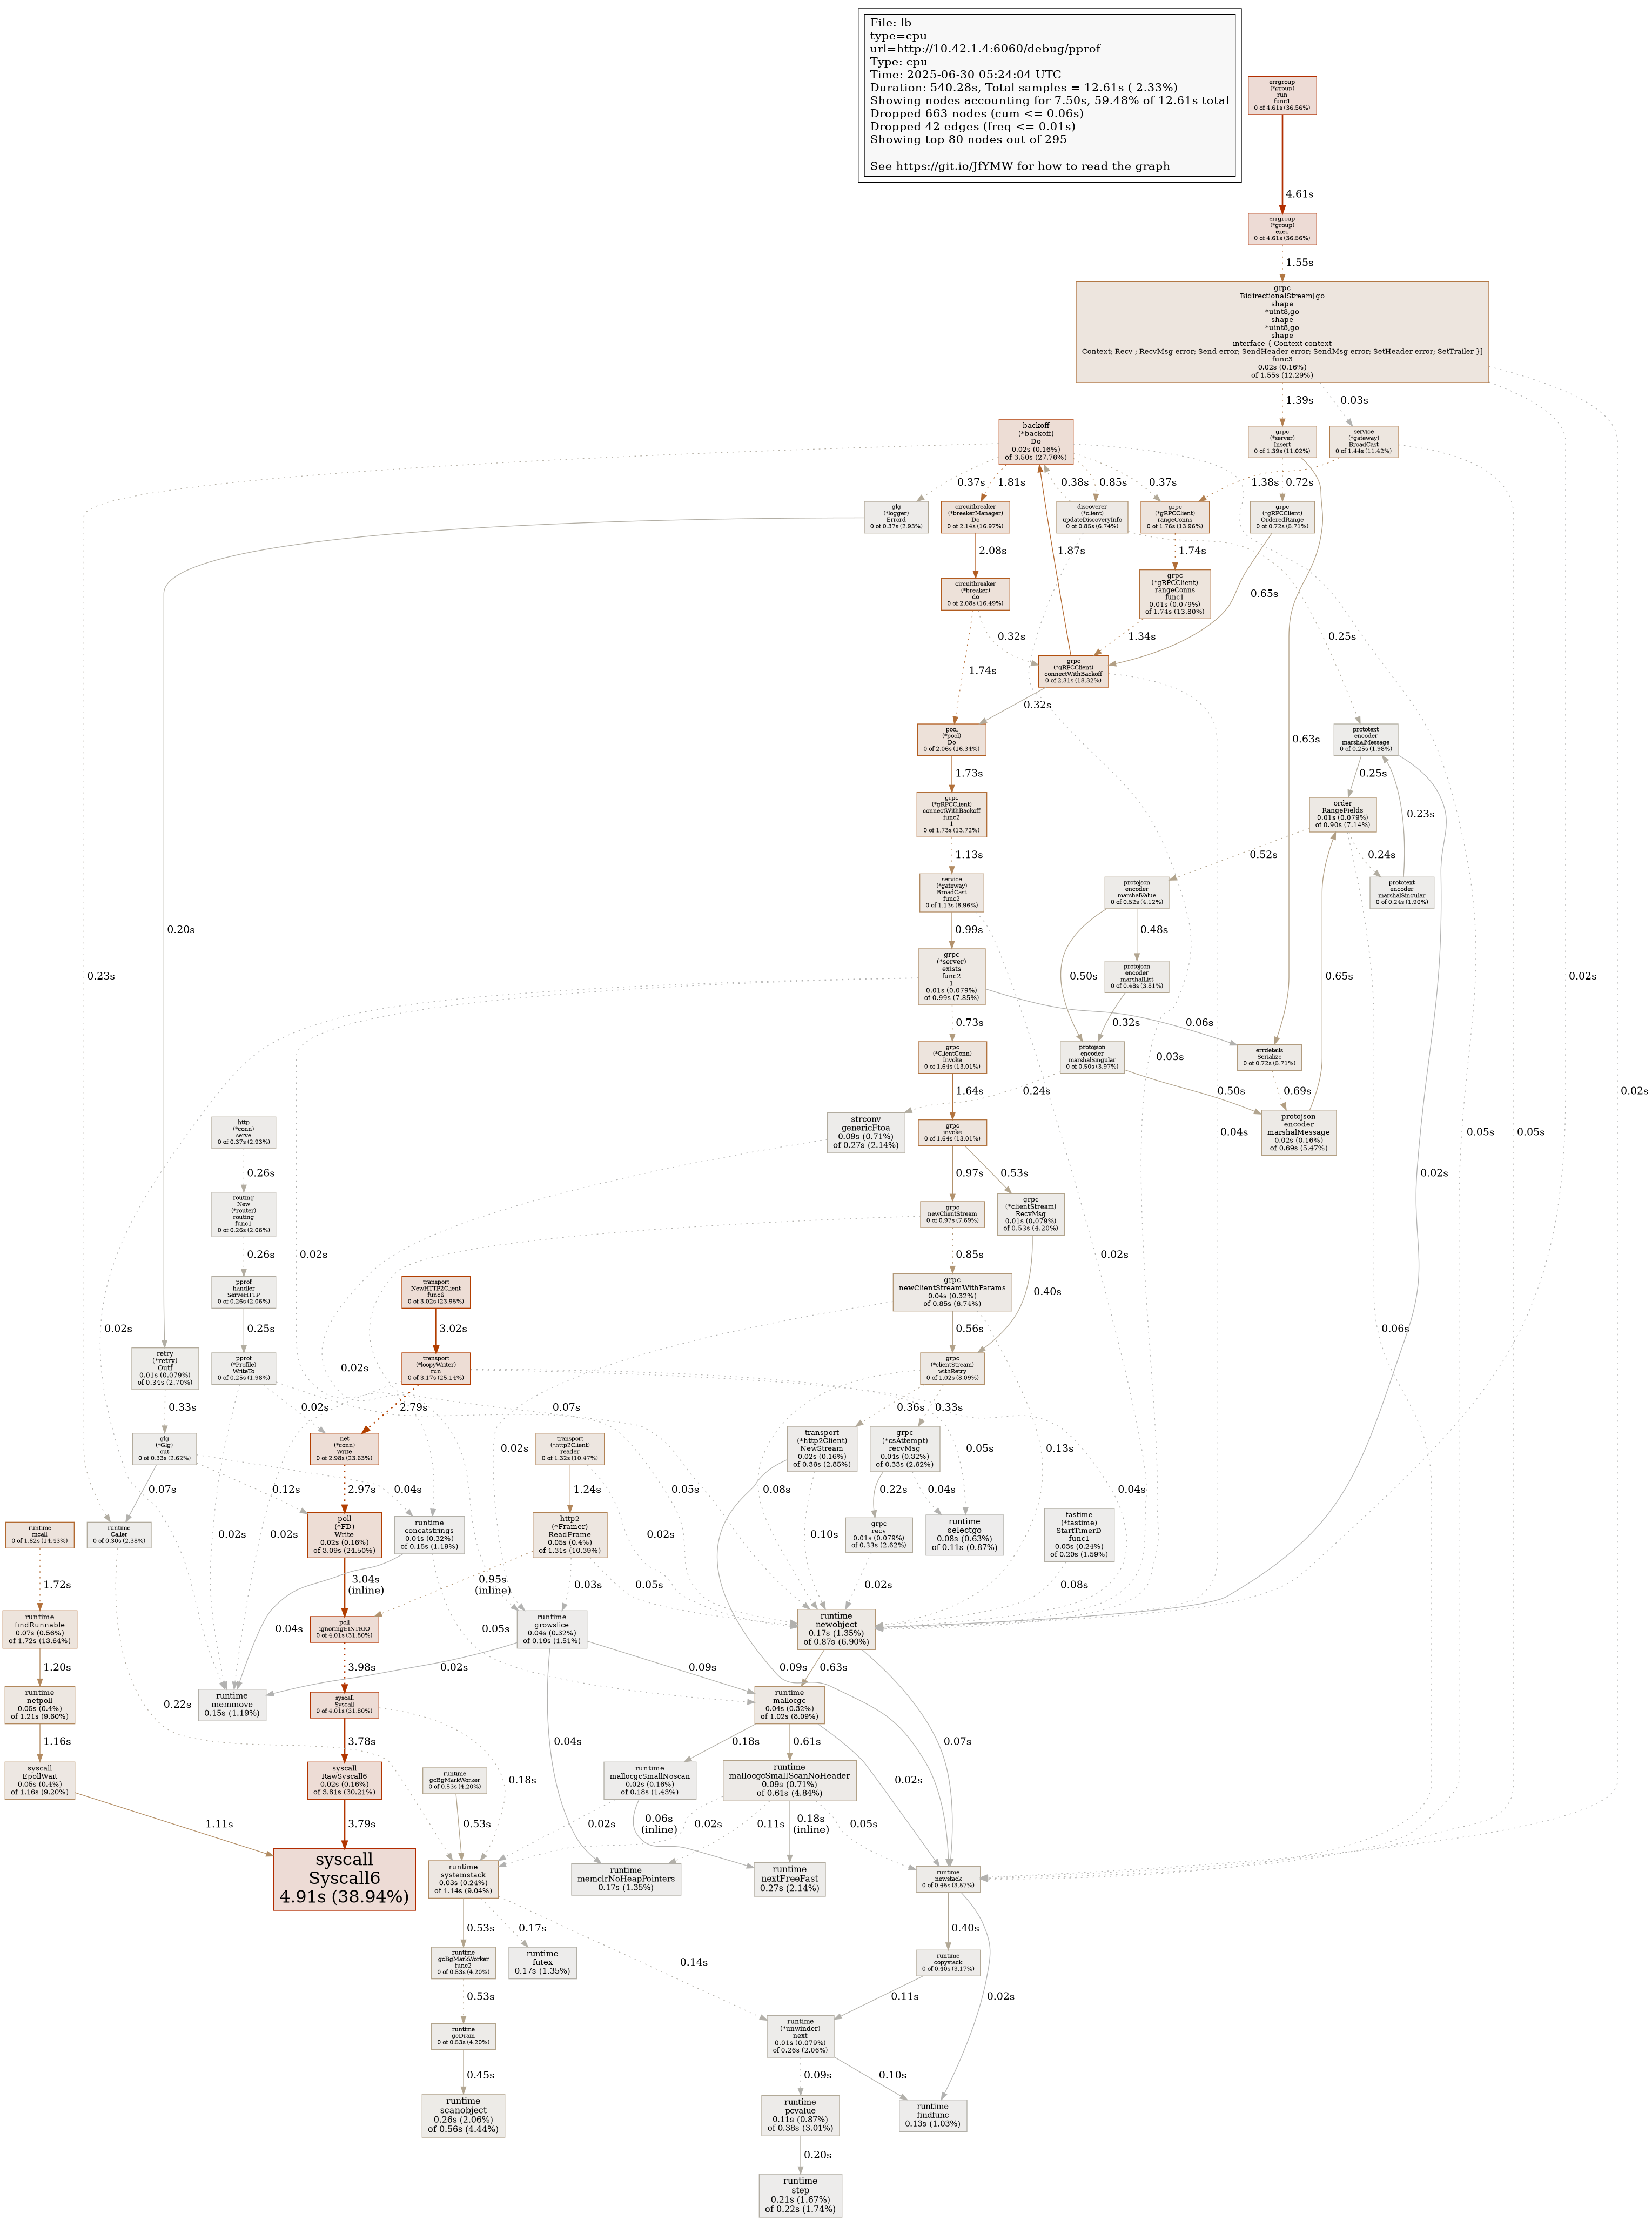 File: lb
type=cpu
url=http://10.42.1.4:6060/debug/pprof
Type: cpu
Time: 2025-06-30 05:24:04 UTC
Duration: 540.28s, Total samples = 12.61s ( 2.33%)
Showing nodes accounting for 7.50s, 59.48% of 12.61s total
Dropped 663 nodes (cum <= 0.06s)
Dropped 42 edges (freq <= 0.01s)
Showing top 80 nodes out of 295
See https://git.io/JfYMW for how to read the graph
errgroup
(*group)
run
func1
0 of 4.61s (36.56%)
4.61s
errgroup
(*group)
exec
0 of 4.61s (36.56%)
1.55s
grpc
BidirectionalStream[go
shape
*uint8,go
shape
*uint8,go
shape
interface { Context context
Context; Recv ; RecvMsg error; Send error; SendHeader error; SendMsg error; SetHeader error; SetTrailer }]
func3
0.02s (0.16%)
of 1.55s (12.29%)
1.39s
0.03s
backoff
(*backoff)
Do
0.02s (0.16%)
of 3.50s (27.76%)
grpc
(*server)
Insert
0 of 1.39s (11.02%)
service
(*gateway)
BroadCast
0 of 1.44s (11.42%)
0.37s
1.81s
0.38s
0.85s
0.37s
1.38s
0.72s
glg
(*logger)
Errord
0 of 0.37s (2.93%)
circuitbreaker
(*breakerManager)
Do
0 of 2.14s (16.97%)
discoverer
(*client)
updateDiscoveryInfo
0 of 0.85s (6.74%)
grpc
(*gRPCClient)
rangeConns
0 of 1.76s (13.96%)
grpc
(*gRPCClient)
OrderedRange
0 of 0.72s (5.71%)
2.08s
1.87s
1.74s
circuitbreaker
(*breaker)
do
0 of 2.08s (16.49%)
grpc
(*gRPCClient)
rangeConns
func1
0.01s (0.079%)
of 1.74s (13.80%)
0.65s
0.32s
1.34s
0.25s
1.74s
grpc
(*gRPCClient)
connectWithBackoff
0 of 2.31s (18.32%)
0.32s
pool
(*pool)
Do
0 of 2.06s (16.34%)
0.63s
prototext
encoder
marshalMessage
0 of 0.25s (1.98%)
1.73s
0.25s
grpc
(*gRPCClient)
connectWithBackoff
func2
1
0 of 1.73s (13.72%)
order
RangeFields
0.01s (0.079%)
of 0.90s (7.14%)
0.23s
1.13s
0.52s
0.24s
service
(*gateway)
BroadCast
func2
0 of 1.13s (8.96%)
protojson
encoder
marshalValue
0 of 0.52s (4.12%)
prototext
encoder
marshalSingular
0 of 0.24s (1.90%)
0.20s
0.99s
0.48s
0.23s
grpc
(*server)
exists
func2
1
0.01s (0.079%)
of 0.99s (7.85%)
0.50s
protojson
encoder
marshalList
0 of 0.48s (3.81%)
0.65s
0.02s
0.73s
0.32s
0.06s
grpc
(*ClientConn)
Invoke
0 of 1.64s (13.01%)
protojson
encoder
marshalSingular
0 of 0.50s (3.97%)
0.03s
errdetails
Serialize
0 of 0.72s (5.71%)
1.64s
0.24s
0.50s
0.69s
0.02s
http
(*conn)
serve
0 of 0.37s (2.93%)
strconv
genericFtoa
0.09s (0.71%)
of 0.27s (2.14%)
grpc
invoke
0 of 1.64s (13.01%)
0.04s
protojson
encoder
marshalMessage
0.02s (0.16%)
of 0.69s (5.47%)
0.05s
0.05s
0.26s
0.97s
0.53s
0.02s
routing
New
(*router)
routing
func1
0 of 0.26s (2.06%)
grpc
newClientStream
0 of 0.97s (7.69%)
grpc
(*clientStream)
RecvMsg
0.01s (0.079%)
of 0.53s (4.20%)
0.26s
0.02s
0.85s
0.02s
pprof
handler
ServeHTTP
0 of 0.26s (2.06%)
transport
NewHTTP2Client
func6
0 of 3.02s (23.95%)
grpc
newClientStreamWithParams
0.04s (0.32%)
of 0.85s (6.74%)
0.40s
0.02s
0.25s
3.02s
0.56s
0.06s
retry
(*retry)
Outf
0.01s (0.079%)
of 0.34s (2.70%)
pprof
(*Profile)
WriteTo
0 of 0.25s (1.98%)
transport
(*loopyWriter)
run
0 of 3.17s (25.14%)
0.02s
grpc
(*clientStream)
withRetry
0 of 1.02s (8.09%)
0.33s
0.02s
2.79s
0.07s
0.36s
0.33s
glg
(*Glg)
out
0 of 0.33s (2.62%)
net
(*conn)
Write
0 of 2.98s (23.63%)
0.02s
transport
(*http2Client)
reader
0 of 1.32s (10.47%)
transport
(*http2Client)
NewStream
0.02s (0.16%)
of 0.36s (2.85%)
grpc
(*csAttempt)
recvMsg
0.04s (0.32%)
of 0.33s (2.62%)
0.05s
0.13s
0.07s
0.12s
2.97s
0.04s
1.24s
0.05s
0.08s
0.22s
0.04s
0.04s
runtime
mcall
0 of 1.82s (14.43%)
runtime
Caller
0 of 0.30s (2.38%)
0.02s
0.02s
poll
(*FD)
Write
0.02s (0.16%)
of 3.09s (24.50%)
runtime
concatstrings
0.04s (0.32%)
of 0.15s (1.19%)
http2
(*Framer)
ReadFrame
0.05s (0.4%)
of 1.31s (10.39%)
0.02s
0.10s
grpc
recv
0.01s (0.079%)
of 0.33s (2.62%)
runtime
selectgo
0.08s (0.63%)
of 0.11s (0.87%)
fastime
(*fastime)
StartTimerD
func1
0.03s (0.24%)
of 0.20s (1.59%)
1.72s
3.04s
(inline)
0.95s
(inline)
0.03s
0.05s
0.02s
0.08s
runtime
findRunnable
0.07s (0.56%)
of 1.72s (13.64%)
0.04s
poll
ignoringEINTRIO
0 of 4.01s (31.80%)
0.05s
runtime
growslice
0.04s (0.32%)
of 0.19s (1.51%)
runtime
newobject
0.17s (1.35%)
of 0.87s (6.90%)
1.20s
3.98s
0.02s
0.09s
0.09s
0.63s
runtime
netpoll
0.05s (0.4%)
of 1.21s (9.60%)
0.22s
runtime
memmove
0.15s (1.19%)
syscall
Syscall
0 of 4.01s (31.80%)
runtime
mallocgc
0.04s (0.32%)
of 1.02s (8.09%)
1.16s
3.78s
0.04s
0.18s
0.61s
0.07s
syscall
EpollWait
0.05s (0.4%)
of 1.16s (9.20%)
syscall
RawSyscall6
0.02s (0.16%)
of 3.81s (30.21%)
runtime
gcBgMarkWorker
0 of 0.53s (4.20%)
0.18s
runtime
mallocgcSmallNoscan
0.02s (0.16%)
of 0.18s (1.43%)
runtime
mallocgcSmallScanNoHeader
0.09s (0.71%)
of 0.61s (4.84%)
0.02s
1.11s
3.79s
0.53s
0.02s
0.06s
(inline)
0.02s
0.11s
0.18s
(inline)
0.05s
syscall
Syscall6
4.91s (38.94%)
runtime
systemstack
0.03s (0.24%)
of 1.14s (9.04%)
runtime
memclrNoHeapPointers
0.17s (1.35%)
runtime
nextFreeFast
0.27s (2.14%)
runtime
newstack
0 of 0.45s (3.57%)
0.53s
0.17s
0.14s
0.40s
runtime
gcBgMarkWorker
func2
0 of 0.53s (4.20%)
runtime
futex
0.17s (1.35%)
runtime
copystack
0 of 0.40s (3.17%)
0.53s
0.11s
0.02s
runtime
gcDrain
0 of 0.53s (4.20%)
runtime
(*unwinder)
next
0.01s (0.079%)
of 0.26s (2.06%)
0.45s
0.09s
0.10s
runtime
scanobject
0.26s (2.06%)
of 0.56s (4.44%)
runtime
pcvalue
0.11s (0.87%)
of 0.38s (3.01%)
runtime
findfunc
0.13s (1.03%)
0.20s
runtime
step
0.21s (1.67%)
of 0.22s (1.74%)